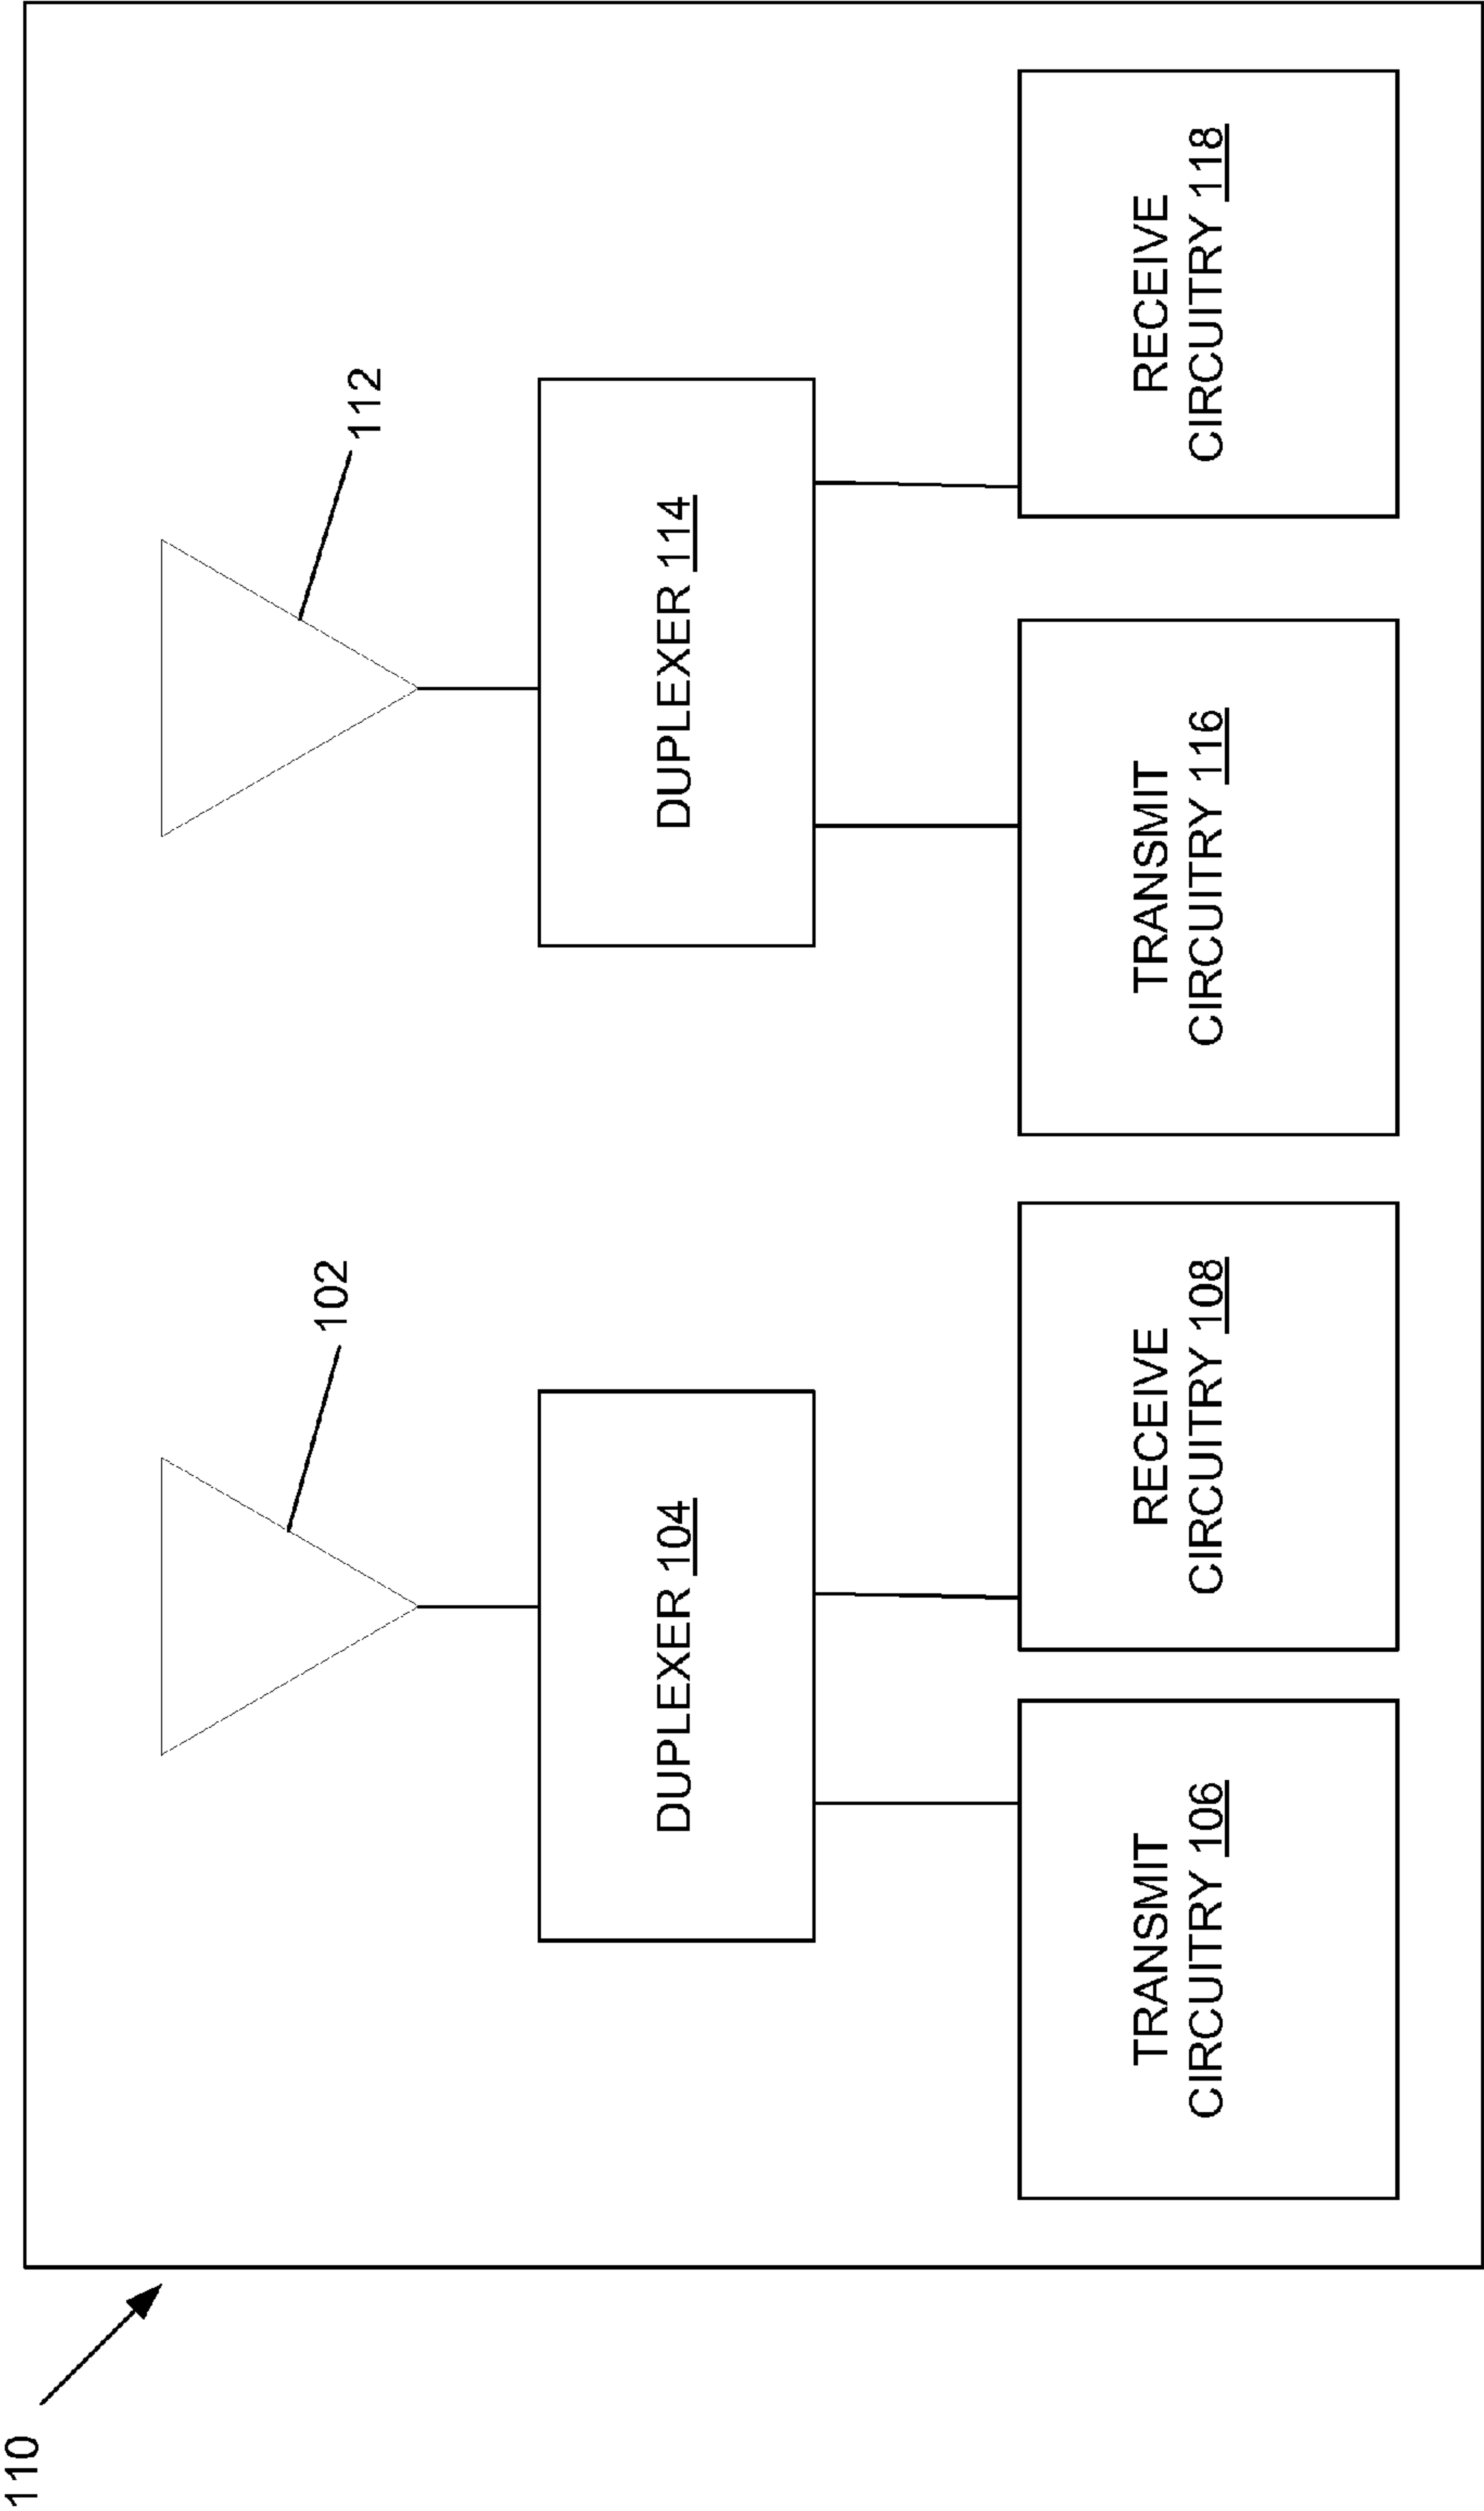 110
102
112
DUPLEXER 104
DUPLEXER 114
TRANSMIT
CIRCUITRY 106
RECEIVE
CIRCUITRY 108
TRANSMIT
CIRCUITRY 116
RECEIVE
CIRCUITRY 118